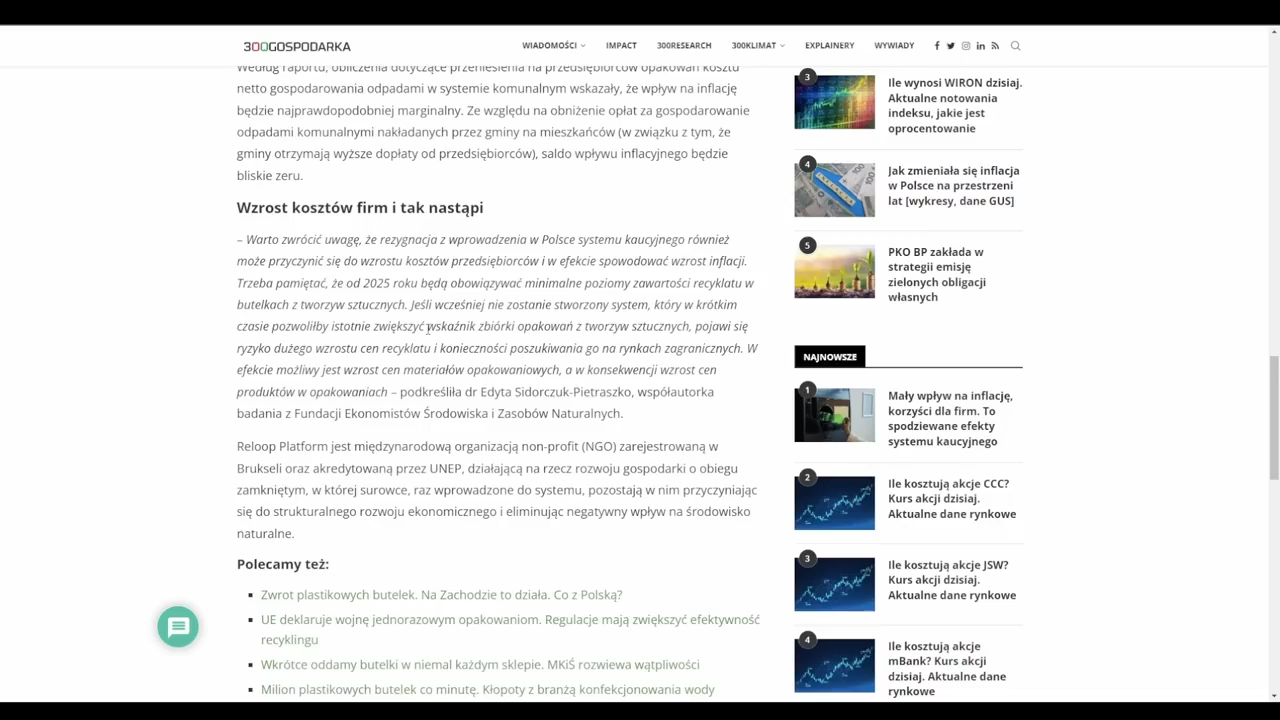 300GOSPODARKA
WIADOMOŚCI
IMPACT
300RESEARCH
300KLIMAT
EXPLAINERY
WYWIADY
Według raportu, obliczenia dotyczące przeniesienia na przedsiębiorców opakowań kosztu
netto gospodarowania odpadami w systemie komunalnym wskazały, że wpływ na inflację
będzie najprawdopodobniej marginalny. Ze względu na obniżenie opłat za gospodarowanie
odpadami komunalnymi nakładanych przez gminy na mieszkańców (w związku z tym, że
gminy otrzymają wyższe dopłaty od przedsiębiorców), saldo wpływu inflacyjnego będzie
bliskie zeru.
Wzrost kosztów firm i tak nastąpi
– Warto zwrócić uwagę, że rezygnacja z wprowadzenia w Polsce systemu kaucyjnego również
może przyczynić się do wzrostu kosztów przedsiębiorców i w efekcie spowodować wzrost inflacji.
Trzeba pamiętać, że od 2025 roku będą obowiązywać minimalne poziomy zawartości recyklatu w
butelkach z tworzyw sztucznych. Jeśli wcześniej nie zostanie stworzony system, który w krótkim
czasie pozwoliłby istotnie zwiększyć wskaźnik zbiórki opakowań z tworzyw sztucznych, pojawi się
ryzyko dużego wzrostu cen recyklatu i konieczności poszukiwania go na rynkach zagranicznych. W
efekcie możliwy jest wzrost cen materiałów opakowaniowych, a w konsekwencji wzrost cen
produktów w opakowaniach – podkreśliła dr Edyta Sidorczuk-Pietraszko, współautorka
badania z Fundacji Ekonomistów Środowiska i Zasobów Naturalnych.
Reloop Platform jest międzynarodową organizacją non-profit (NGO) zarejestrowaną w
Brukseli oraz akredytowaną przez UNEP, działającą na rzecz rozwoju gospodarki o obiegu
zamkniętym, w której surowce, raz wprowadzone do systemu, pozostają w nim przyczyniając
się do strukturalnego rozwoju ekonomicznego i eliminując negatywny wpływ na środowisko
naturalne.
Polecamy też:
Zwrot plastikowych butelek. Na Zachodzie to działa. Co z Polską?
UE deklaruje wojnę jednorazowym opakowaniom. Regulacje mają zwiększyć efektywność
recyklingu
Wkrótce oddamy butelki w niemal każdym sklepie. MKiŚ rozwiewa wątpliwości
Milion plastikowych butelek co minutę. Kłopoty z branżą konfekcjonowania wody
3
Ile wynosi WIRON dzisiaj.
Aktualne notowania
indeksu, jakie jest
oprocentowanie
4
Jak zmieniała się inflacja
w Polsce na przestrzeni
lat [wykresy, dane GUS]
5
PKO BP zakłada w
strategii emisję
zielonych obligacji
własnych
NAJNOWSZE
1
Mały wpływ na inflację,
korzyści dla firm. To
spodziewane efekty
systemu kaucyjnego
2
Ile kosztują akcje CCC?
Kurs akcji dzisiaj.
Aktualne dane rynkowe
3
Ile kosztują akcje JSW?
Kurs akcji dzisiaj.
Aktualne dane rynkowe
4
Ile kosztują akcje
mBank? Kurs akcji
dzisiaj. Aktualne dane
rynkowe